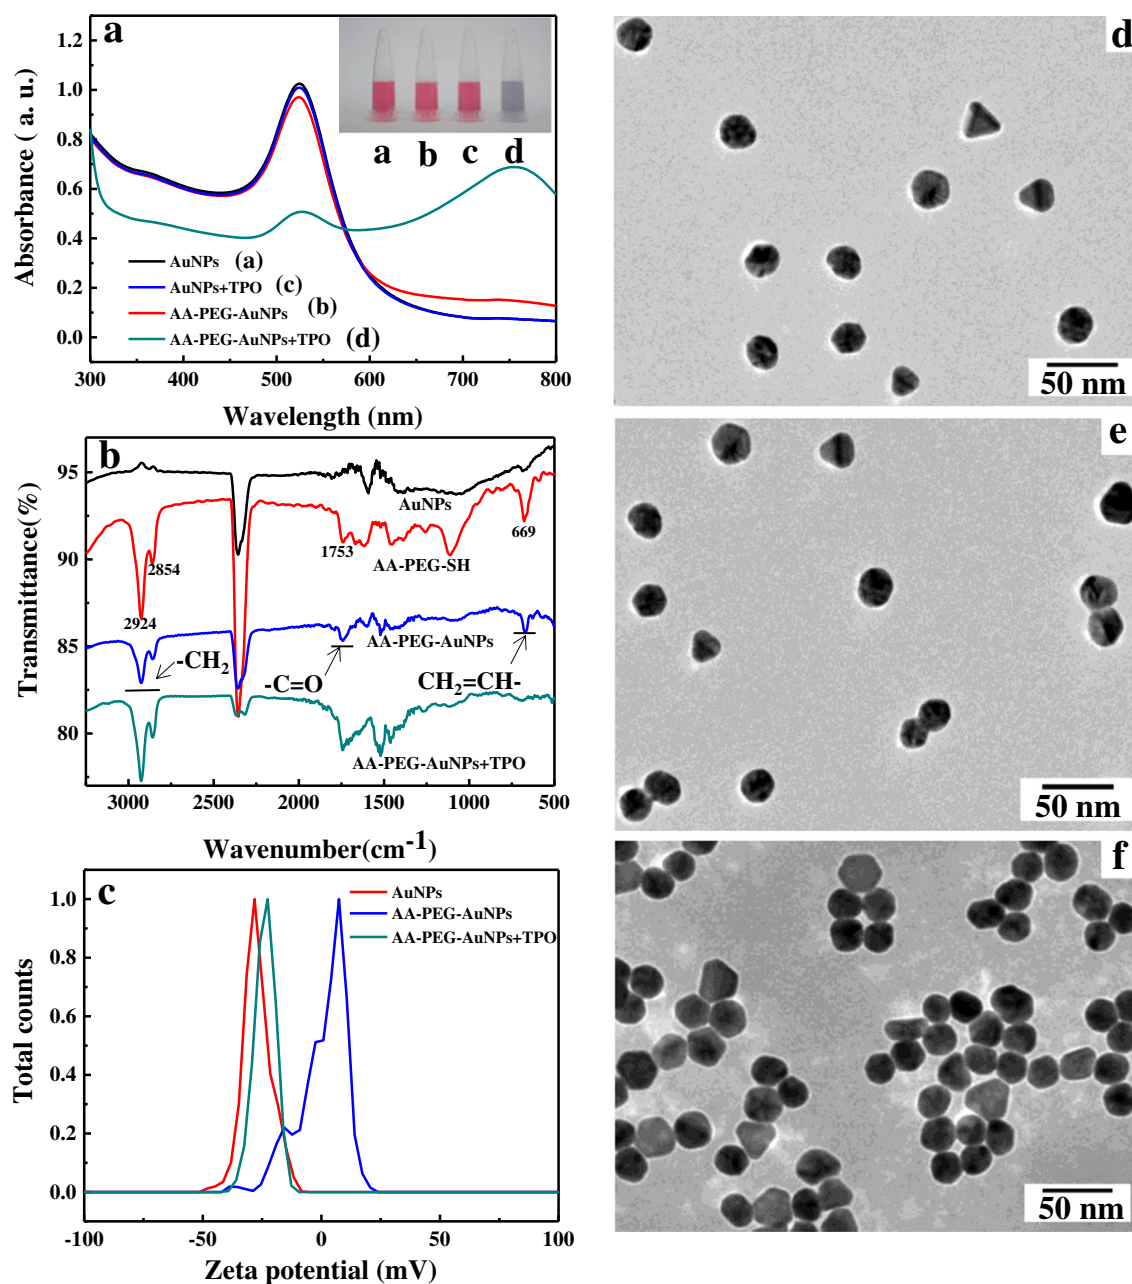 a
1.2
1.0
0.8
0.6
0.4
0.2
0.0
Absorbance ( a. u.)
a b c d
AuNPs (a)
AuNPs+TPO (c)
AA-PEG-AuNPs (b)
AA-PEG-AuNPs+TPO (d)
300 400 500 600 700 800
Wavelength (nm)
b
95
90
85
80
Transmittance(%)
AuNPs
669
1753
AA-PEG-SH
2854
2924
AA-PEG-AuNPs
-CH2
-C=O
CH2=CH-
AA-PEG-AuNPs+TPO
3000 2500 2000 1500 1000 500
Wavenumber(cm-1)
c
1.0
0.8
0.6
0.4
0.2
0.0
Total counts
AuNPs
AA-PEG-AuNPs
AA-PEG-AuNPs+TPO
-100 -50 0 50 100
Zeta potential (mV)
d
50 nm
e
50 nm
f
50 nm